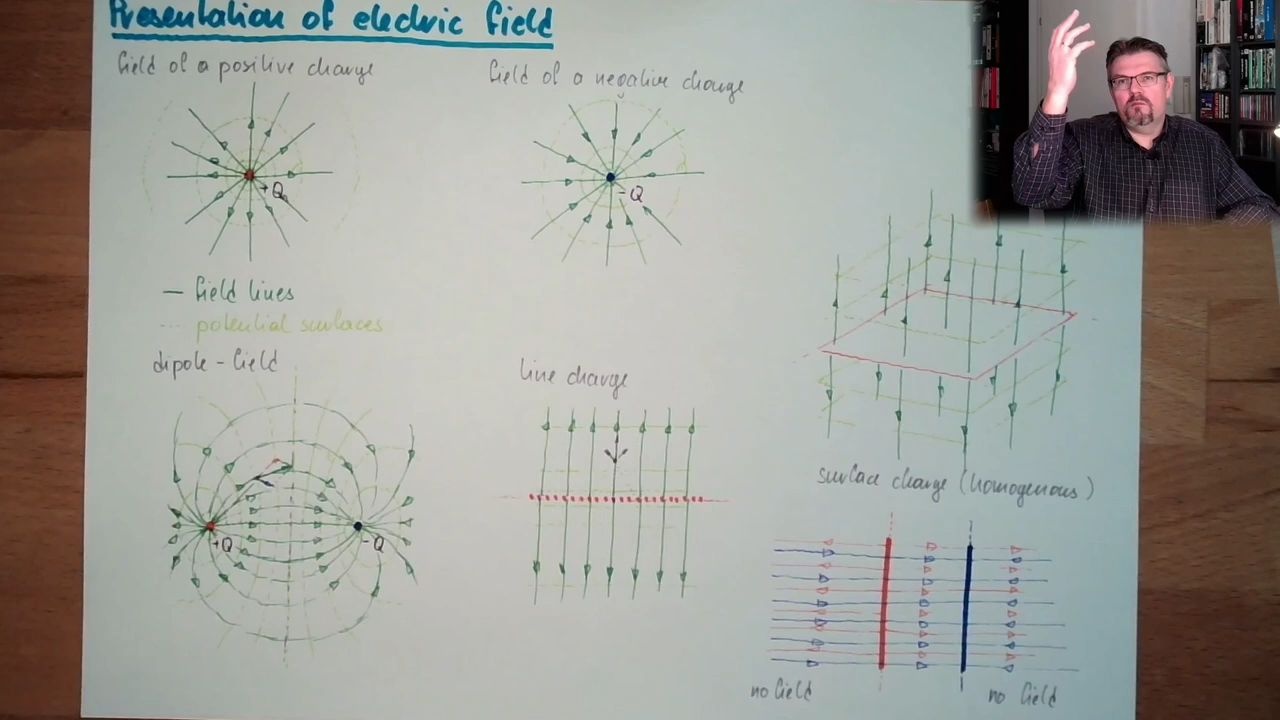 Presentation of electric field
field of a positive charge
field of a negative charge
+Q
-Q
— field lines
... potential surfaces
dipole - field
line charge
+Q
-Q
surface charge (homogenous)
no field
no field